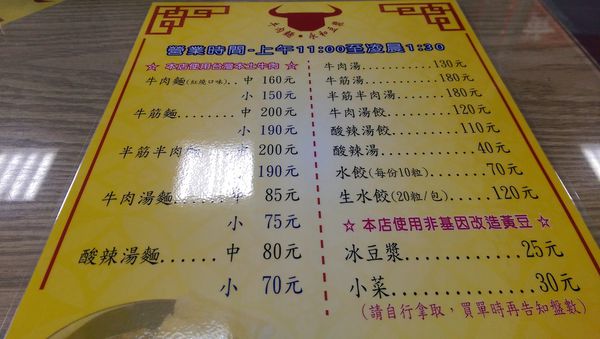 營業時間-上午11:00至凌晨1:30
☆ 本店使用台灣本土牛肉 ☆
牛肉麵(紅燒口味)..中 160元
小 150元
牛筋麵........中 200元
小 190元
半筋半肉 中 200元
190元
牛肉湯麵....... 85元
小 75元
酸辣湯麵......中 80元
小 70元
牛肉湯..........130元
牛筋湯..........180元
半筋半肉湯.......180元
牛肉湯餃........120元
酸辣湯餃........110元
酸辣湯..........40元
水餃(每份10粒)......70元
生水餃(20粒/包).....120元
☆ 本店使用非基因改造黃豆 ☆
冰豆漿..........25元
小菜...........30元
(請自行拿取,買單時再告知盤數)